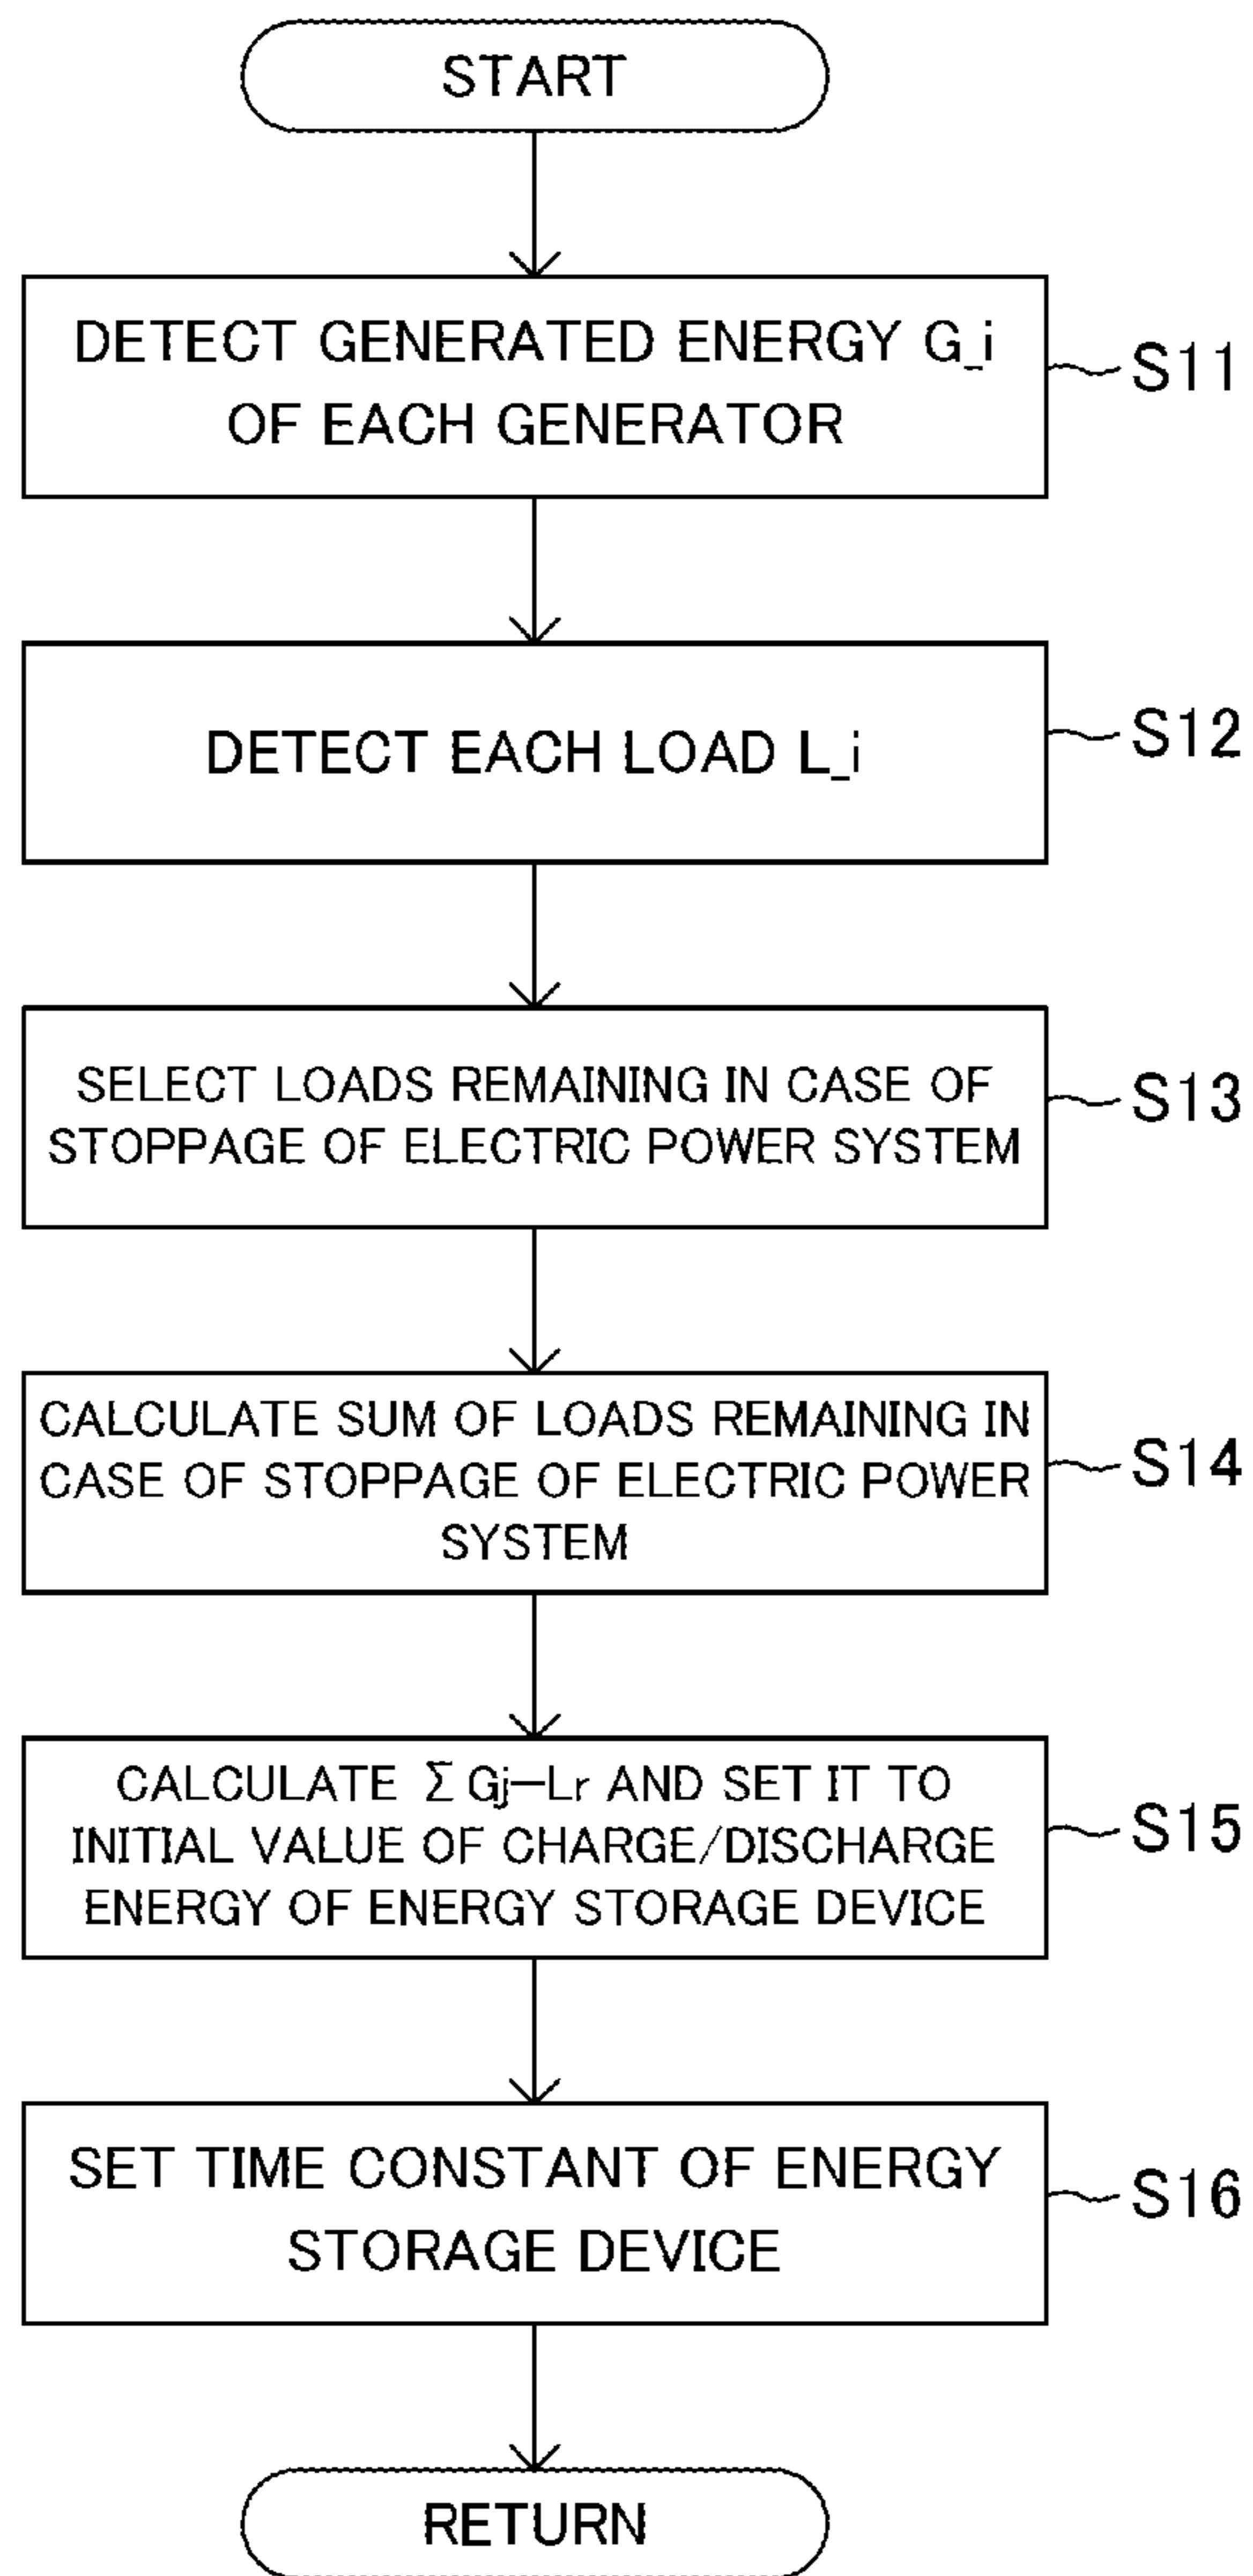 START
DETECT GENERATED ENERGY G_i
OF EACH GENERATOR
S11
DETECT EACH LOAD L_i
S12
SELECT LOADS REMAINING IN CASE OF
STOPPAGE OF ELECTRIC POWER SYSTEM
S13
CALCULATE SUM OF LOADS REMAINING IN
CASE OF STOPPAGE OF ELECTRIC POWER
SYSTEM
S14
CALCULATE ΣGj−Lr AND SET IT TO
INITIAL VALUE OF CHARGE/DISCHARGE
ENERGY OF ENERGY STORAGE DEVICE
S15
SET TIME CONSTANT OF ENERGY
STORAGE DEVICE
S16
RETURN